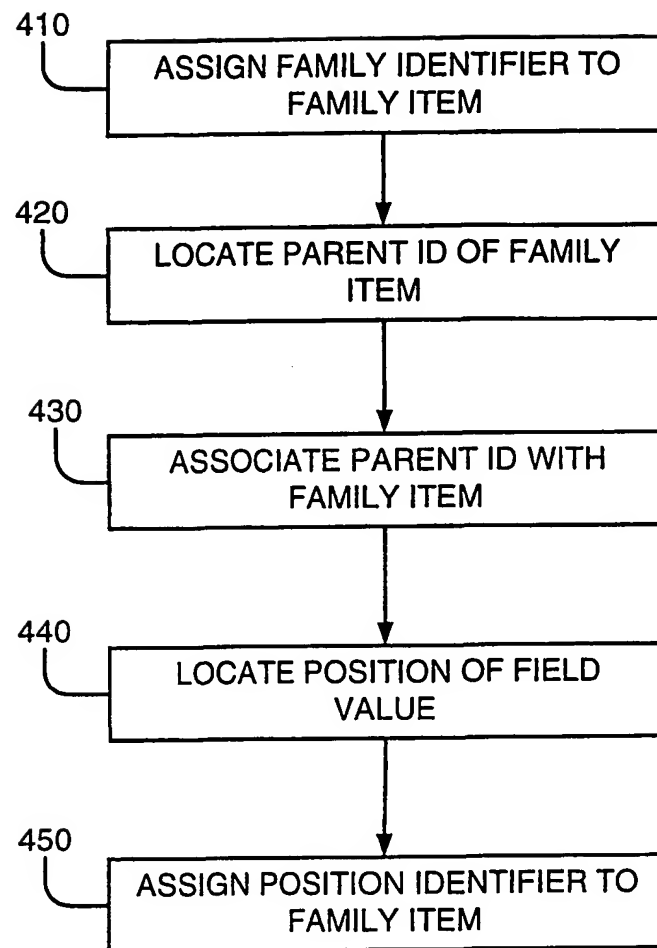 410
ASSIGN FAMILY IDENTIFIER TO
FAMILY ITEM
420
LOCATE PARENT ID OF FAMILY
ITEM
430
ASSOCIATE PARENT ID WITH
FAMILY ITEM
440
LOCATE POSITION OF FIELD
VALUE
450
ASSIGN POSITION IDENTIFIER TO
FAMILY ITEM